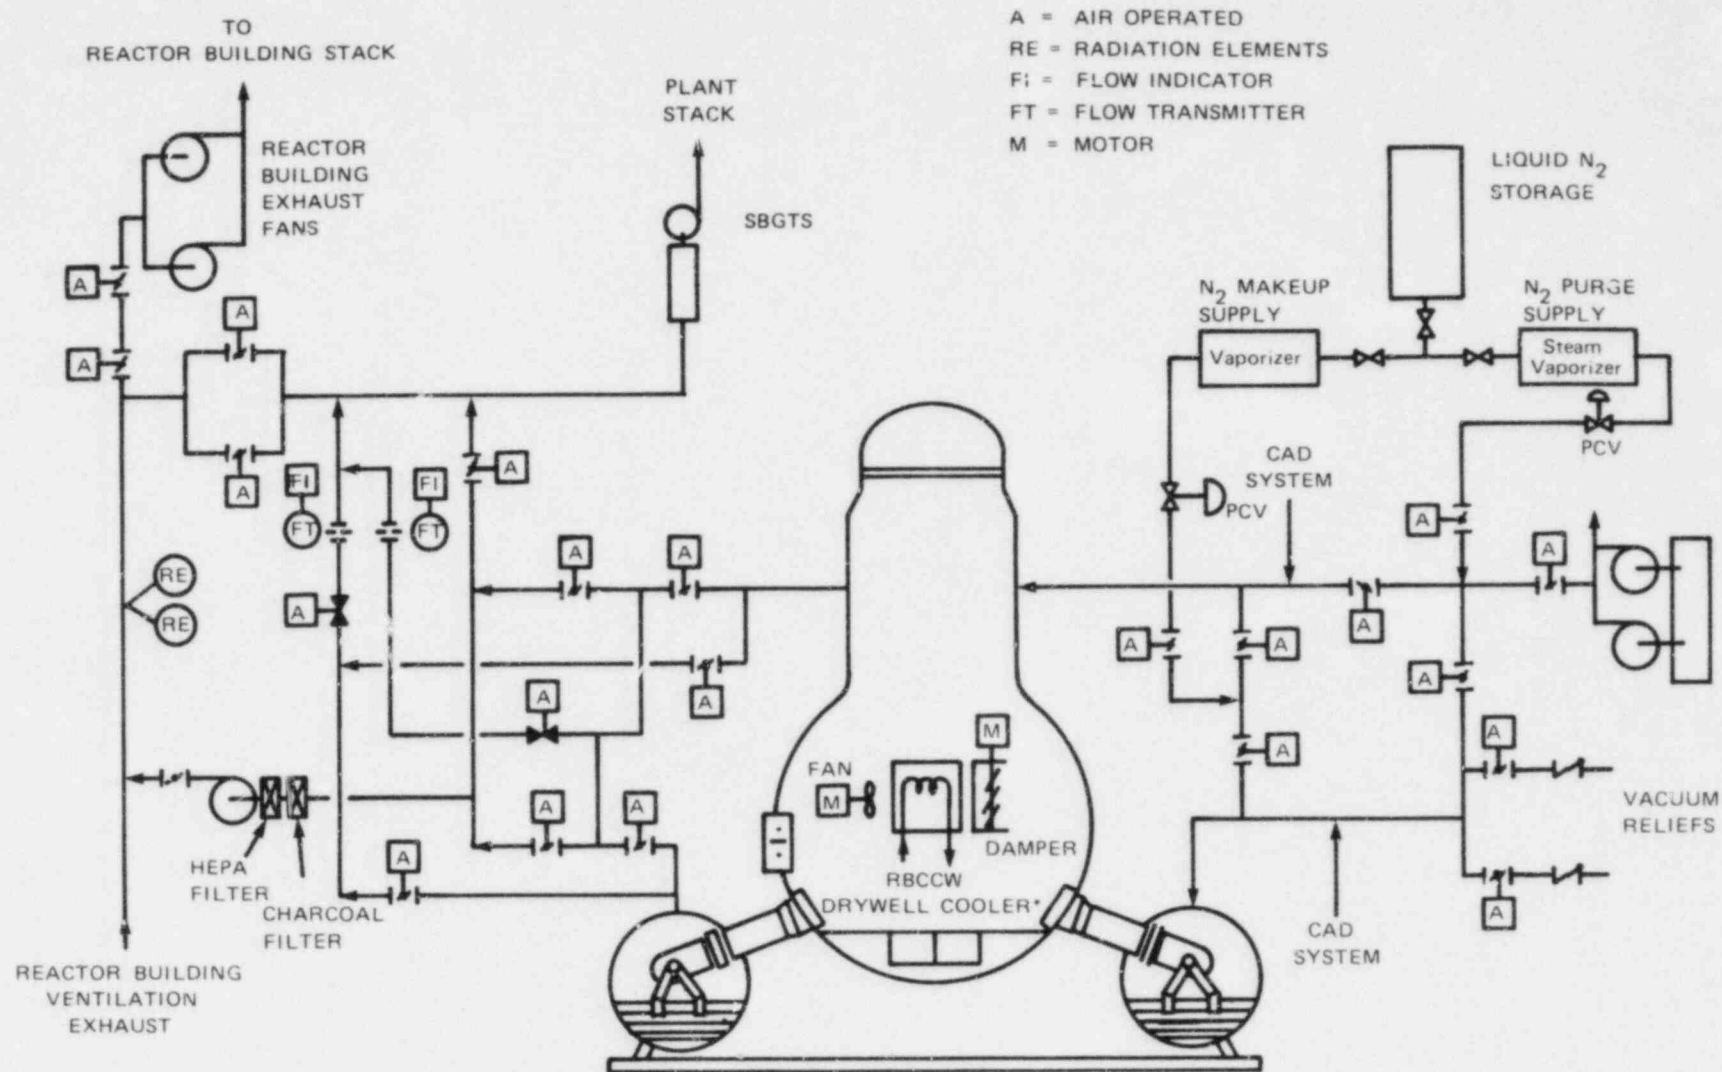 A = AIR OPERATED
RE = RADIATION ELEMENTS
FI = FLOW INDICATOR
FT = FLOW TRANSMITTER
M = MOTOR
TO
REACTOR BUILDING STACK
PLANT
STACK
REACTOR
BUILDING
EXHAUST
FANS
SBGTS
LIQUID N2
STORAGE
N2 MAKEUP
SUPPLY
N2 PURGE
SUPPLY
Vaporizer
Steam
Vaporizer
PCV
CAD
SYSTEM
PCV
A
A
A
A
A
FI
FT
FI
FT
A
A
A
A
A
A
RE
RE
A
A
A
A
A
A
A
A
A
A
A
A
A
FAN
M
M
DAMPER
RBCCW
DRYWELL COOLER*
HEPA
FILTER
CHARCOAL
FILTER
VACUUM
RELIEFS
CAD
SYSTEM
REACTOR BUILDING
VENTILATION
EXHAUST